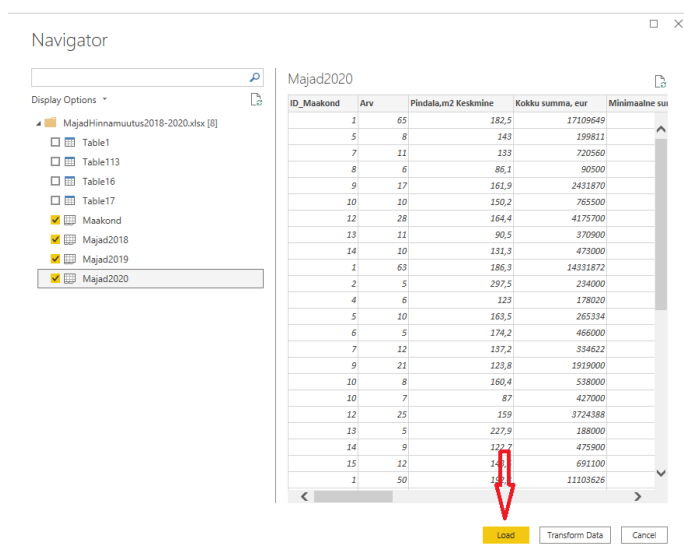 Navigator
Display Options
MajadHinnamuutus2018-2020.xlsx [8]
Table1
Table113
Table16
Table17
Maakond
Majad2018
Majad2019
Majad2020
Majad2020
ID_Maakond Arv Pindala,m2 Keskmine Kokku summa, eur Minimaalne sur
1 65 182,5 17109649
5 8 143 199811
7 11 133 720560
8 6 86,1 90500
9 17 161,9 2431870
10 10 150,2 765500
12 28 164,4 4175700
13 11 90,5 370900
14 10 131,3 473000
1 63 186,3 14331872
2 5 297,5 234000
4 6 123 178020
5 10 163,5 265334
6 5 174,2 466000
7 12 137,2 334622
9 21 123,8 1919000
10 8 160,4 538000
10 7 87 427000
12 25 159 3724388
13 5 227,9 188000
14 9 122,7 475900
15 12 691100
1 50 11103626
Load Transform Data Cancel